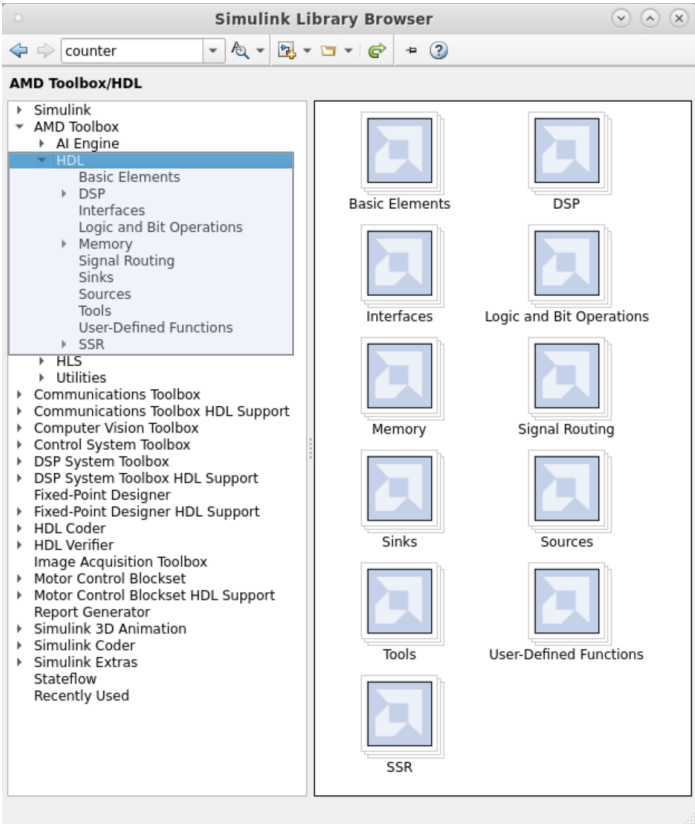 Simulink Library Browser
counter
AMD Toolbox/HDL
Simulink
AMD Toolbox
AI Engine
HDL
Basic Elements
DSP
Interfaces
Logic and Bit Operations
Memory
Signal Routing
Sinks
Sources
Tools
User-Defined Functions
SSR
HLS
Utilities
Communications Toolbox
Communications Toolbox HDL Support
Computer Vision Toolbox
Control System Toolbox
DSP System Toolbox
DSP System Toolbox HDL Support
Fixed-Point Designer
Fixed-Point Designer HDL Support
HDL Coder
HDL Verifier
Image Acquisition Toolbox
Motor Control Blockset
Motor Control Blockset HDL Support
Report Generator
Simulink 3D Animation
Simulink Coder
Simulink Extras
Stateflow
Recently Used
Basic Elements DSP
Interfaces Logic and Bit Operations
Memory Signal Routing
Sinks Sources
Tools User-Defined Functions
SSR